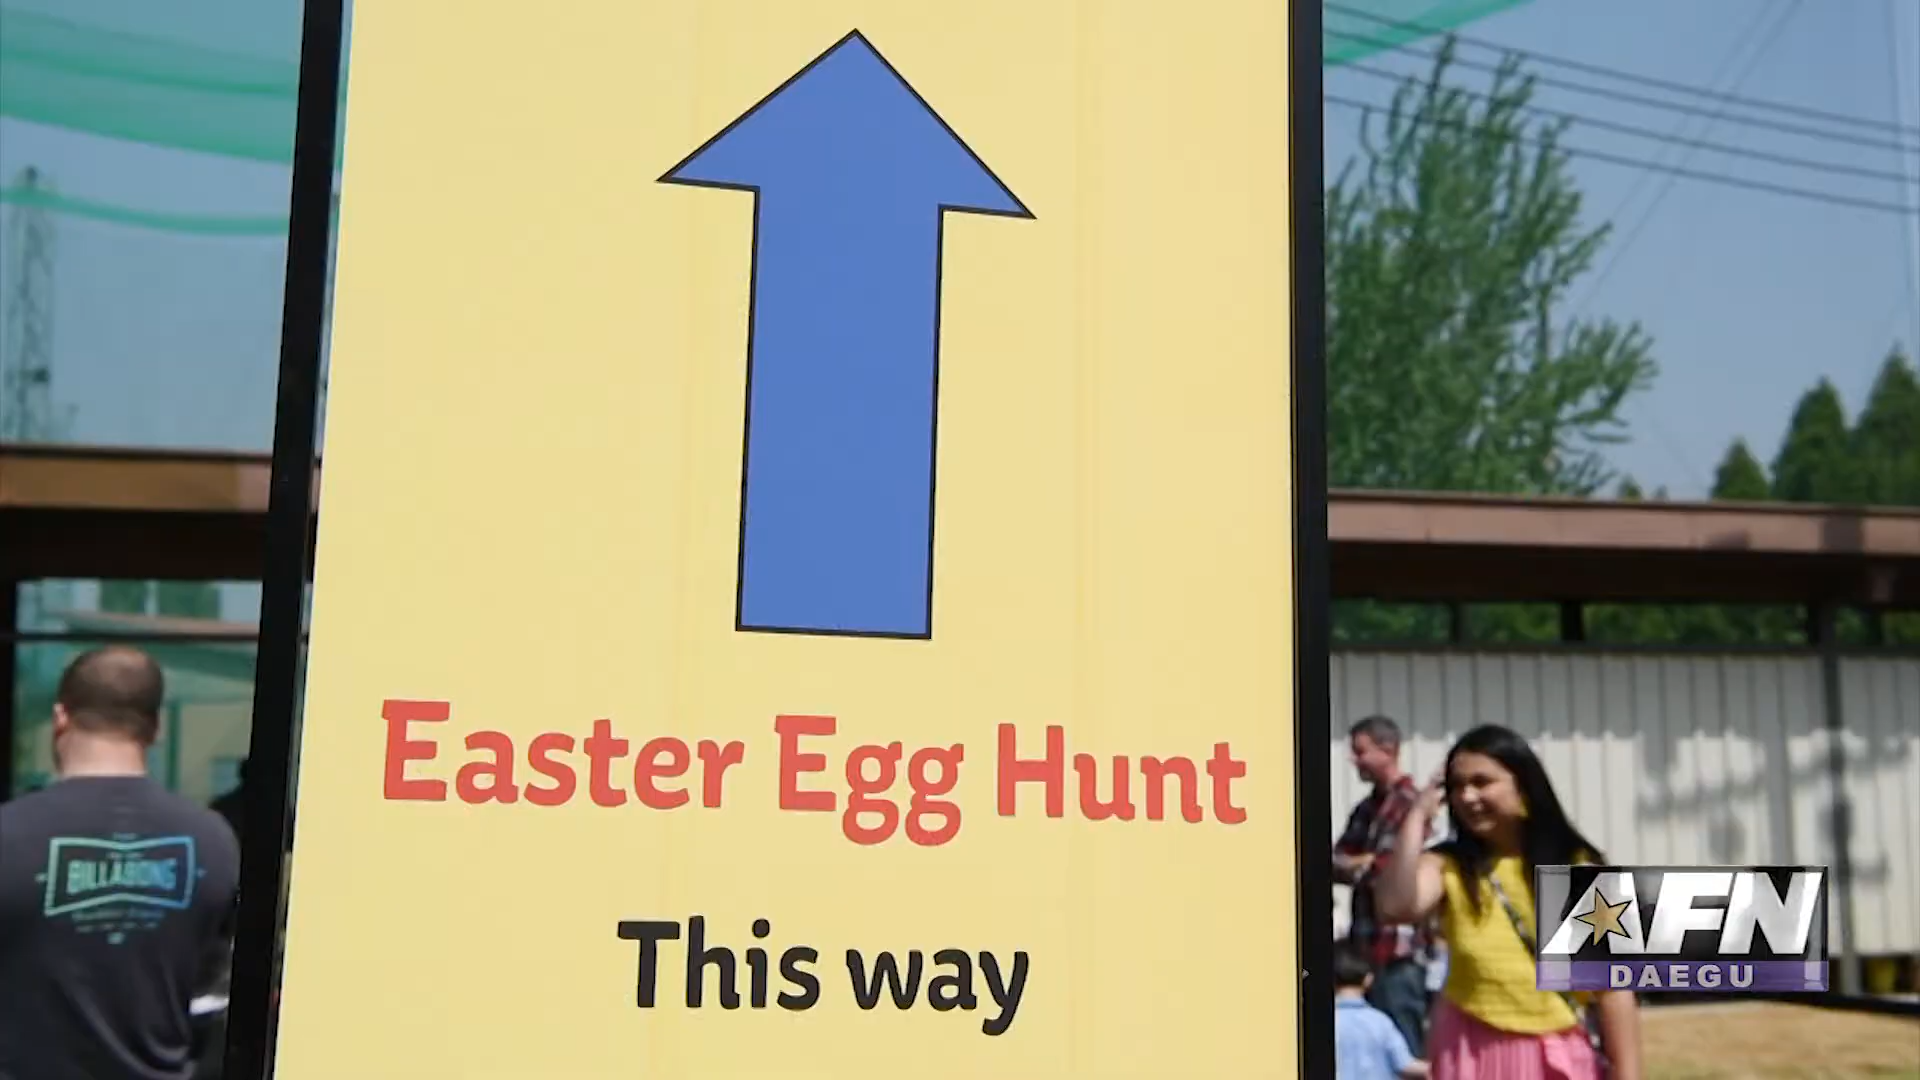 Easter Egg Hunt
This way
BILLABONG
AFN
DAEGU